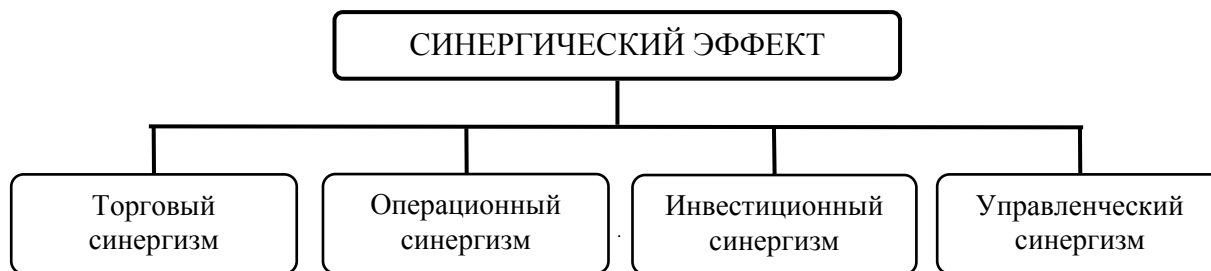 СИНЕРГИЧЕСКИЙ ЭФФЕКТ
Торговый
синергизм
Операционный
синергизм
Инвестиционный
синергизм
Управленческий
синергизм